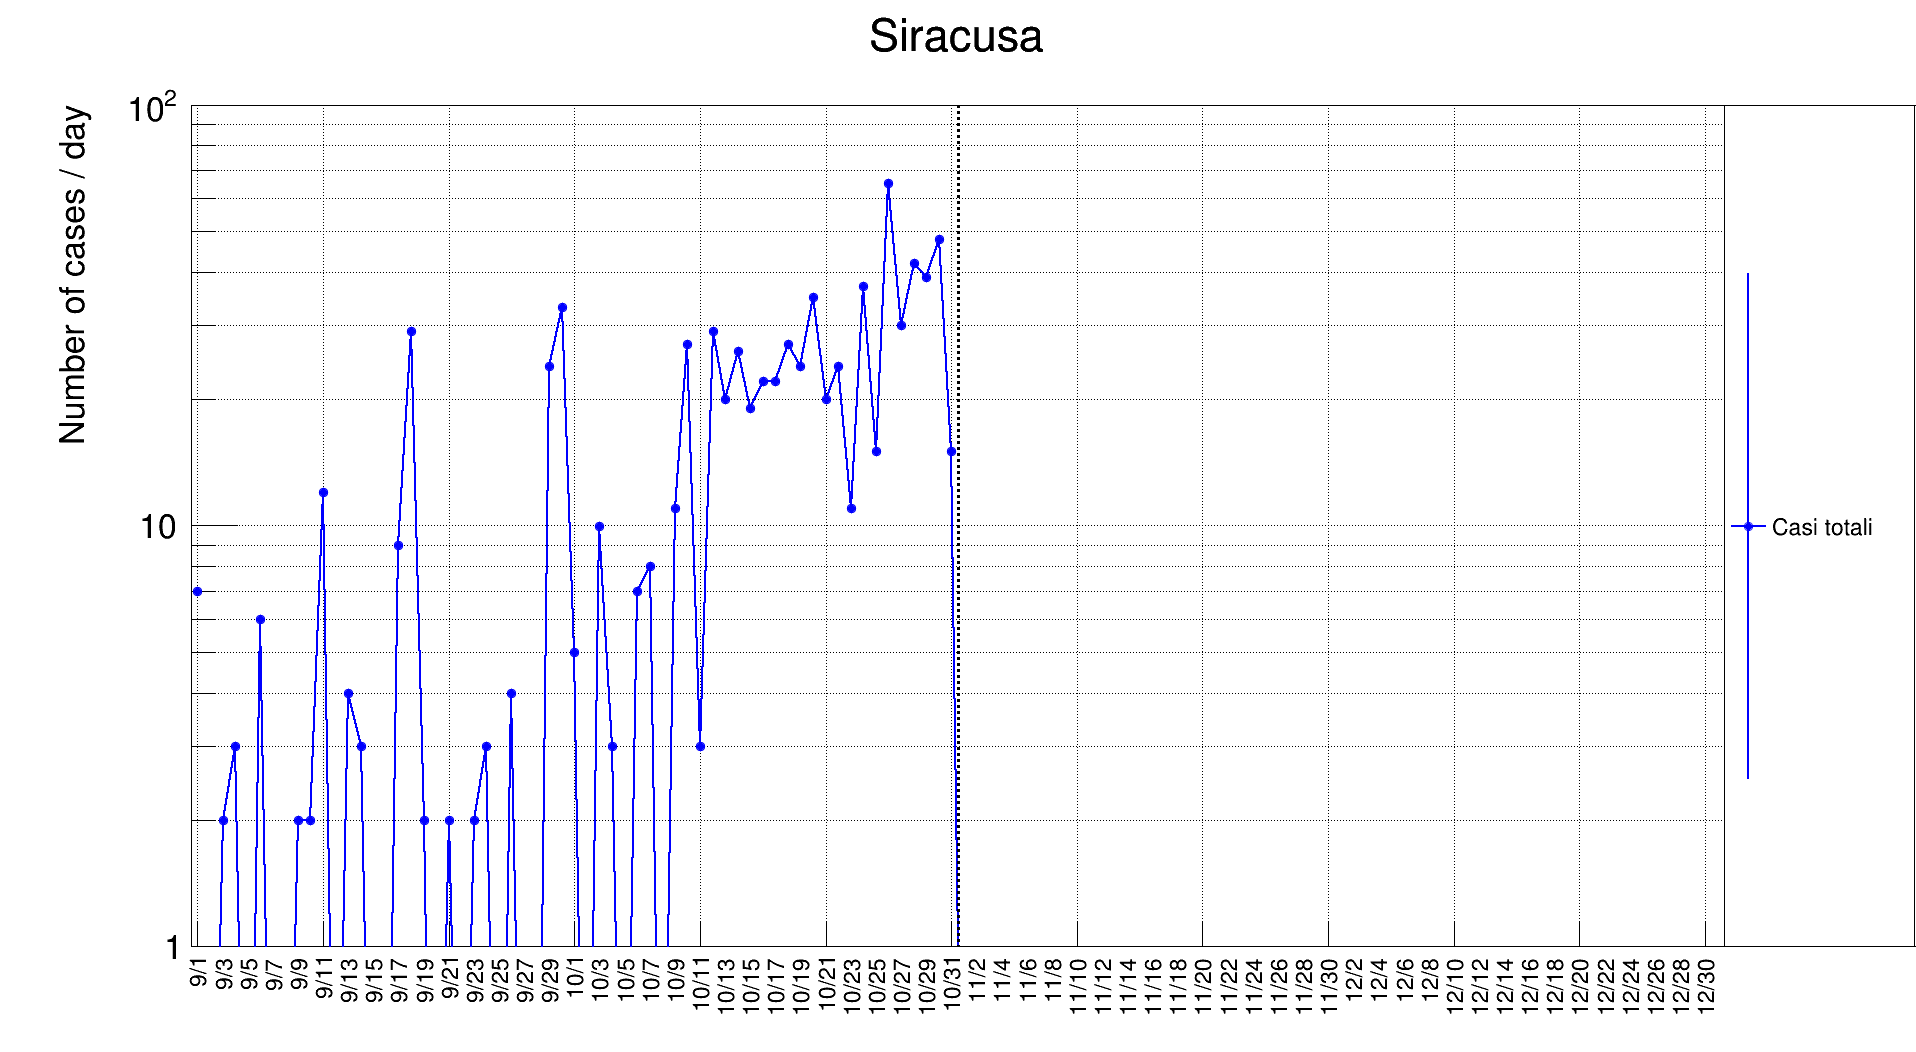 Siracusa
Number of cases / day
10²
10
1
9/1 9/3 9/5 9/7 9/9 9/11 9/13 9/15 9/17 9/19 9/21 9/23 9/25 9/27 9/29 10/1 10/3 10/5 10/7 10/9 10/11 10/13 10/15 10/17 10/19 10/21 10/23 10/25 10/27 10/29 10/31 11/2 11/4 11/6 11/8 11/10 11/12 11/14 11/16 11/18 11/20 11/22 11/24 11/26 11/28 11/30 12/2 12/4 12/6 12/8 12/10 12/12 12/14 12/16 12/18 12/20 12/22 12/24 12/26 12/28 12/30
Casi totali